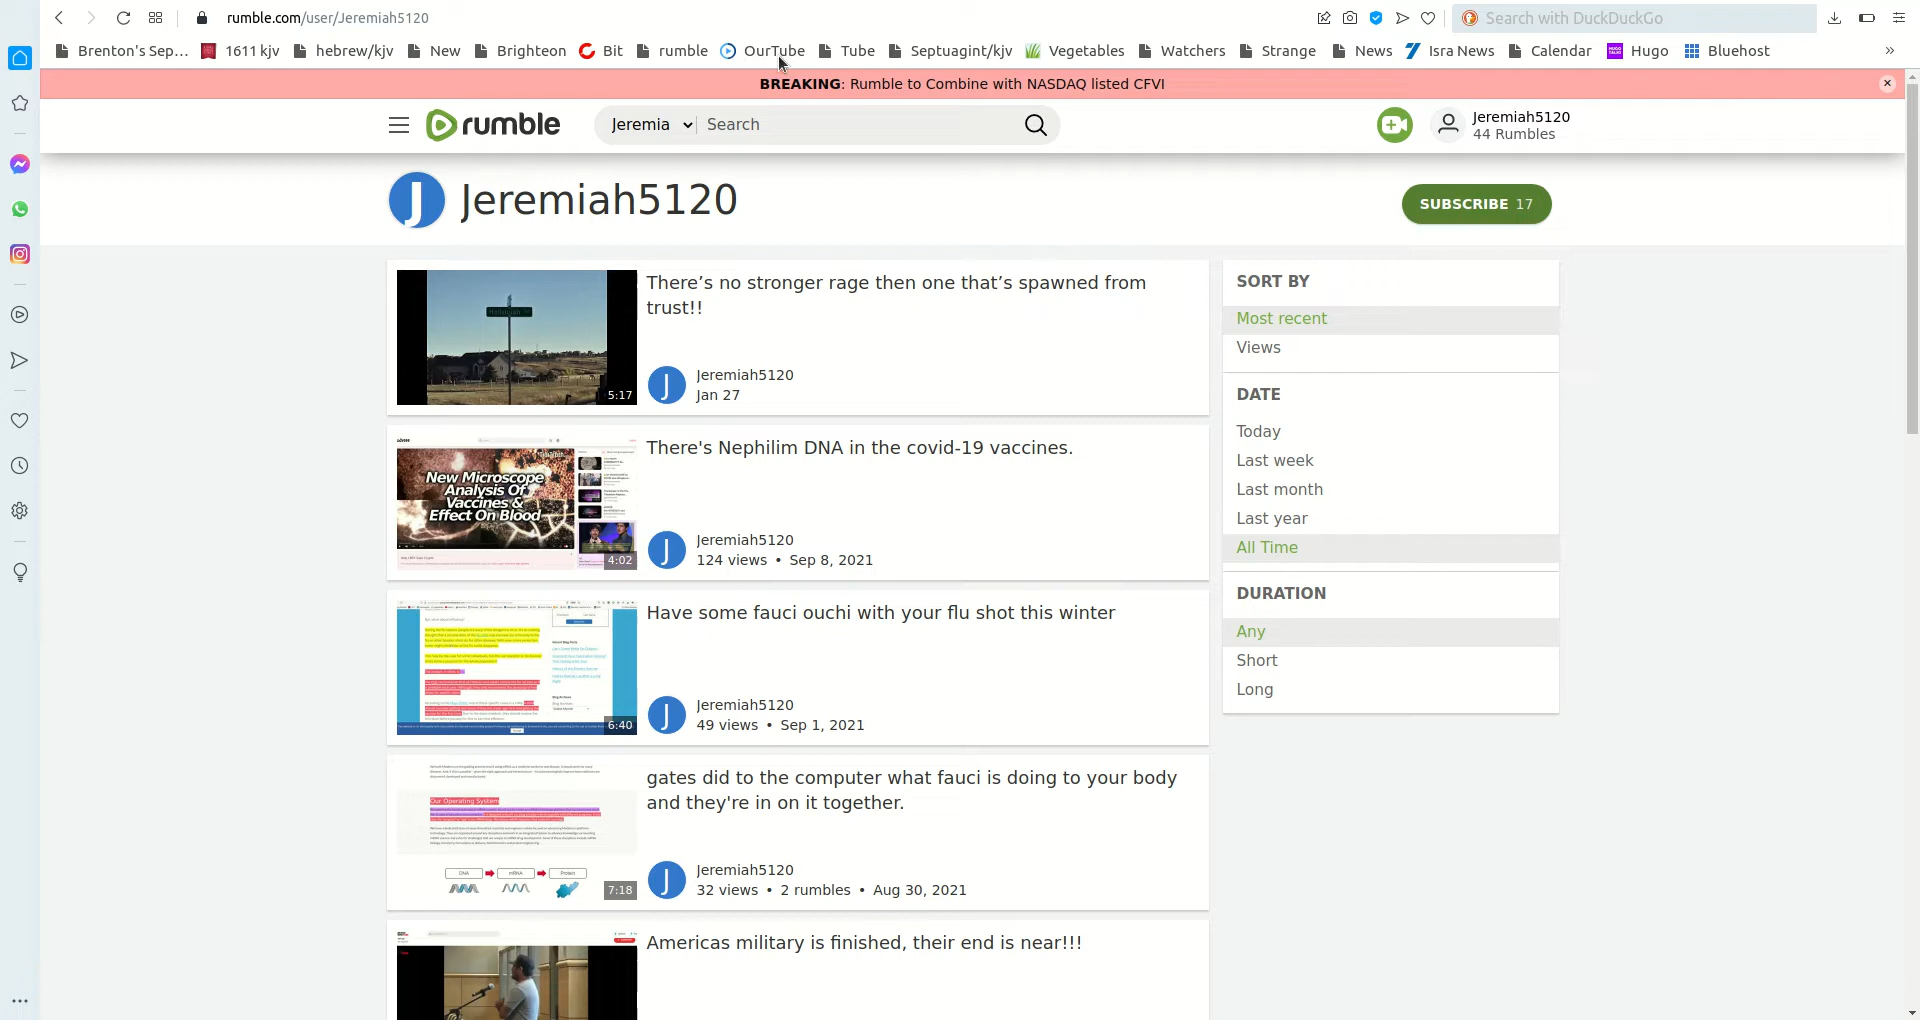 rumble.com/user/Jeremiah5120
Search with DuckDuckGo
Brenton's Sep... 1611 kjv hebrew/kjv New Brighteon Bit rumble OurTube Tube Septuagint/kjv Vegetables Watchers Strange News Isra News Calendar Hugo Bluehost »
BREAKING: Rumble to Combine with NASDAQ listed CFVI
rumble
Jeremia Search
Jeremiah5120
44 Rumbles
J Jeremiah5120
SUBSCRIBE 17
There’s no stronger rage then one that’s spawned from
trust!!
5:17
J Jeremiah5120
Jan 27
There's Nephilim DNA in the covid-19 vaccines.
New Microscope
Analysis Of
Vaccines &
Effect On Blood
4:02
J Jeremiah5120
124 views • Sep 8, 2021
Have some fauci ouchi with your flu shot this winter
6:40
J Jeremiah5120
49 views • Sep 1, 2021
gates did to the computer what fauci is doing to your body
and they're in on it together.
Our Operating System
DNA mRNA Protein
7:18
J Jeremiah5120
32 views • 2 rumbles • Aug 30, 2021
Americas military is finished, their end is near!!!
SORT BY
Most recent
Views
DATE
Today
Last week
Last month
Last year
All Time
DURATION
Any
Short
Long